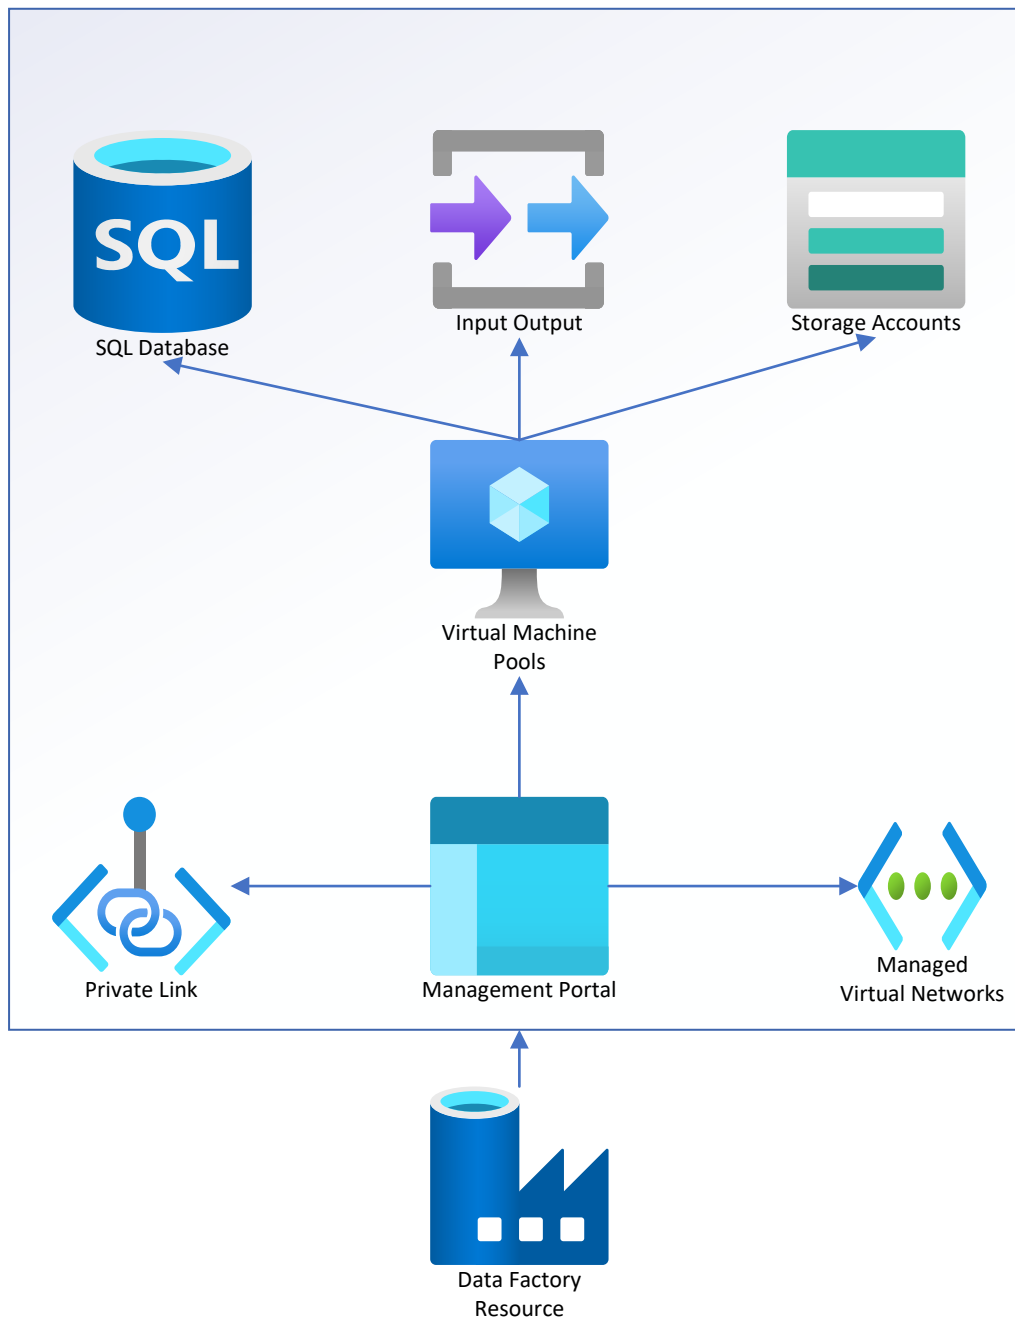 SQL
SQL Database
Input Output
Storage Accounts
Virtual Machine
Pools
Private Link
Management Portal
Managed
Virtual Networks
Data Factory
Resource